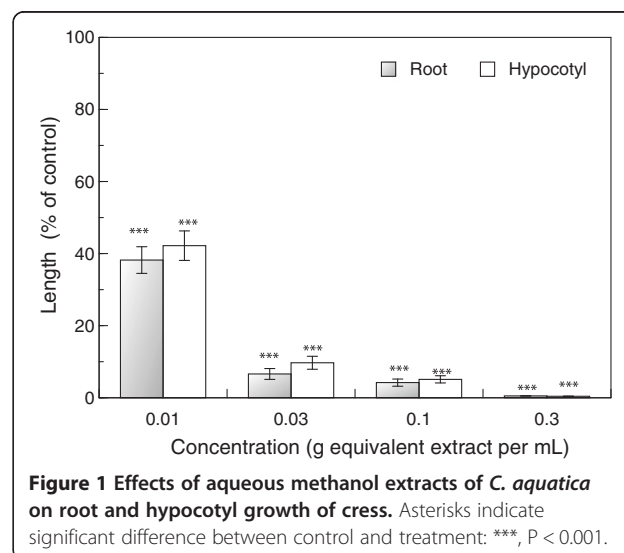 100
80
60
40
20
0
Length (% of control)
Root Hypocotyl
*** ***
*** ***
*** ***
*** ***
0.01 0.03 0.1 0.3
Concentration (g equivalent extract per mL)
Figure 1 Effects of aqueous methanol extracts of C. aquatica
on root and hypocotyl growth of cress. Asterisks indicate
significant difference between control and treatment: ***, P < 0.001.